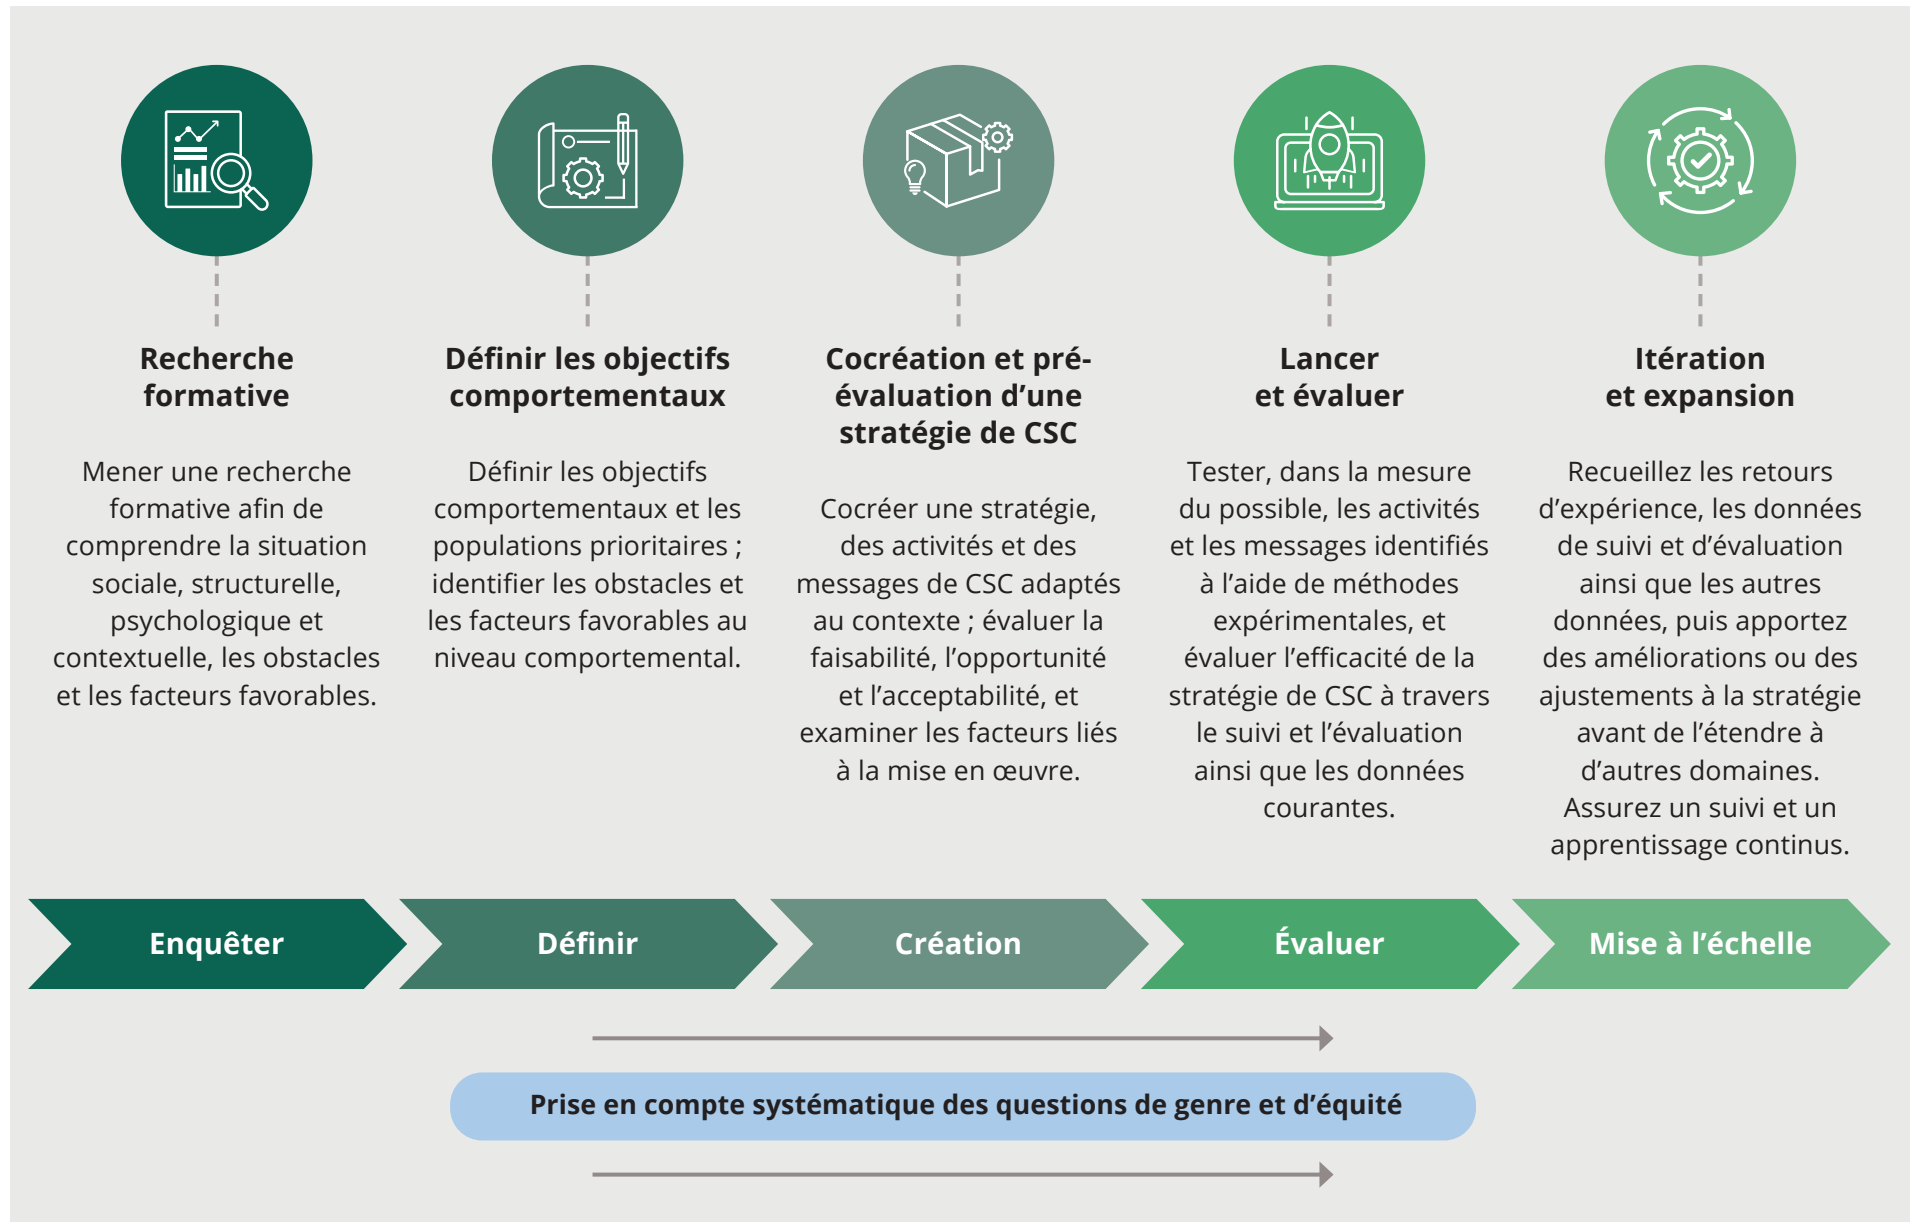 Recherche
formative
Mener une recherche
formative afin de
comprendre la situation
sociale, structurelle,
psychologique et
contextuelle, les obstacles
et les facteurs favorables.
Définir les objectifs
comportementaux
Définir les objectifs
comportementaux et les
populations prioritaires ;
identifier les obstacles et
les facteurs favorables au
niveau comportemental.
Cocréation et pré-
évaluation d’une
stratégie de CSC
Cocréer une stratégie,
des activités et des
messages de CSC adaptés
au contexte ; évaluer la
faisabilité, l’opportunité
et l’acceptabilité, et
examiner les facteurs liés
à la mise en œuvre.
Lancer
et évaluer
Tester, dans la mesure
du possible, les activités
et les messages identifiés
à l’aide de méthodes
expérimentales, et
évaluer l’efficacité de la
stratégie de CSC à travers
le suivi et l’évaluation
ainsi que les données
courantes.
Itération
et expansion
Recueillez les retours
d’expérience, les données
de suivi et d’évaluation
ainsi que les autres
données, puis apportez
des améliorations ou des
ajustements à la stratégie
avant de l’étendre à
d’autres domaines.
Assurez un suivi et un
apprentissage continus.
Enquêter
Définir
Création
Évaluer
Mise à l’échelle
Prise en compte systématique des questions de genre et d’équité